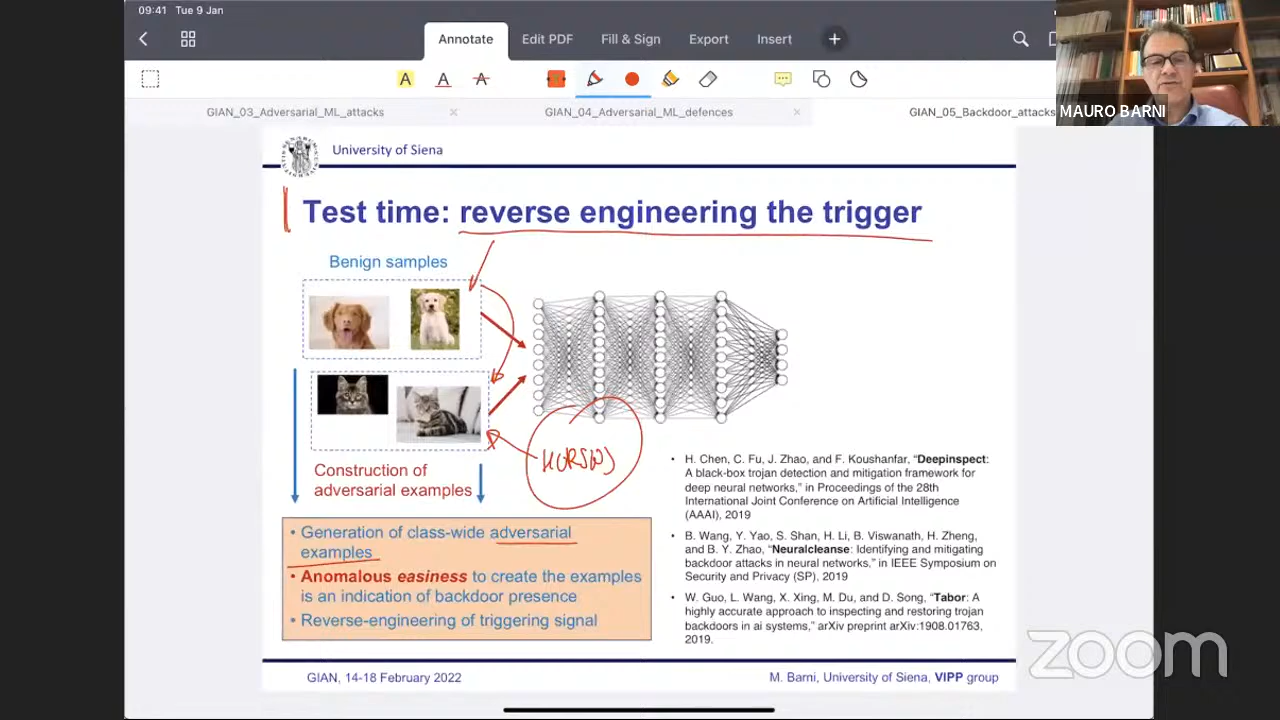 09:41 Tue 9 Jan
Annotate
Edit PDF
Fill & Sign
Export
Insert
MAURO BARNI
GIAN_03_Adversarial_ML_attacks
GIAN_04_Adversarial_ML_defences
GIAN_05_Backdoor_attacks
University of Siena
Test time: reverse engineering the trigger
Benign samples
Construction of
adversarial examples
• Generation of class-wide adversarial
examples
• Anomalous easiness to create the examples
is an indication of backdoor presence
• Reverse-engineering of triggering signal
• H. Chen, C. Fu, J. Zhao, and F. Koushanfar, "Deepinspect:
A black-box trojan detection and mitigation framework for
deep neural networks," in Proceedings of the 28th
International Joint Conference on Artificial Intelligence
(AAAI), 2019
• B. Wang, Y. Yao, S. Shan, H. Li, B. Viswanath, H. Zheng,
and B. Y. Zhao, "Neuralcleanse: Identifying and mitigating
backdoor attacks in neural networks," in IEEE Symposium on
Security and Privacy (SP), 2019
• W. Guo, L. Wang, X. Xing, M. Du, and D. Song, "Tabor: A
highly accurate approach to inspecting and restoring trojan
backdoors in ai systems," arXiv preprint arXiv:1908.01763,
2019.
GIAN, 14-18 February 2022
M. Barni, University of Siena, VIPP group
zoom